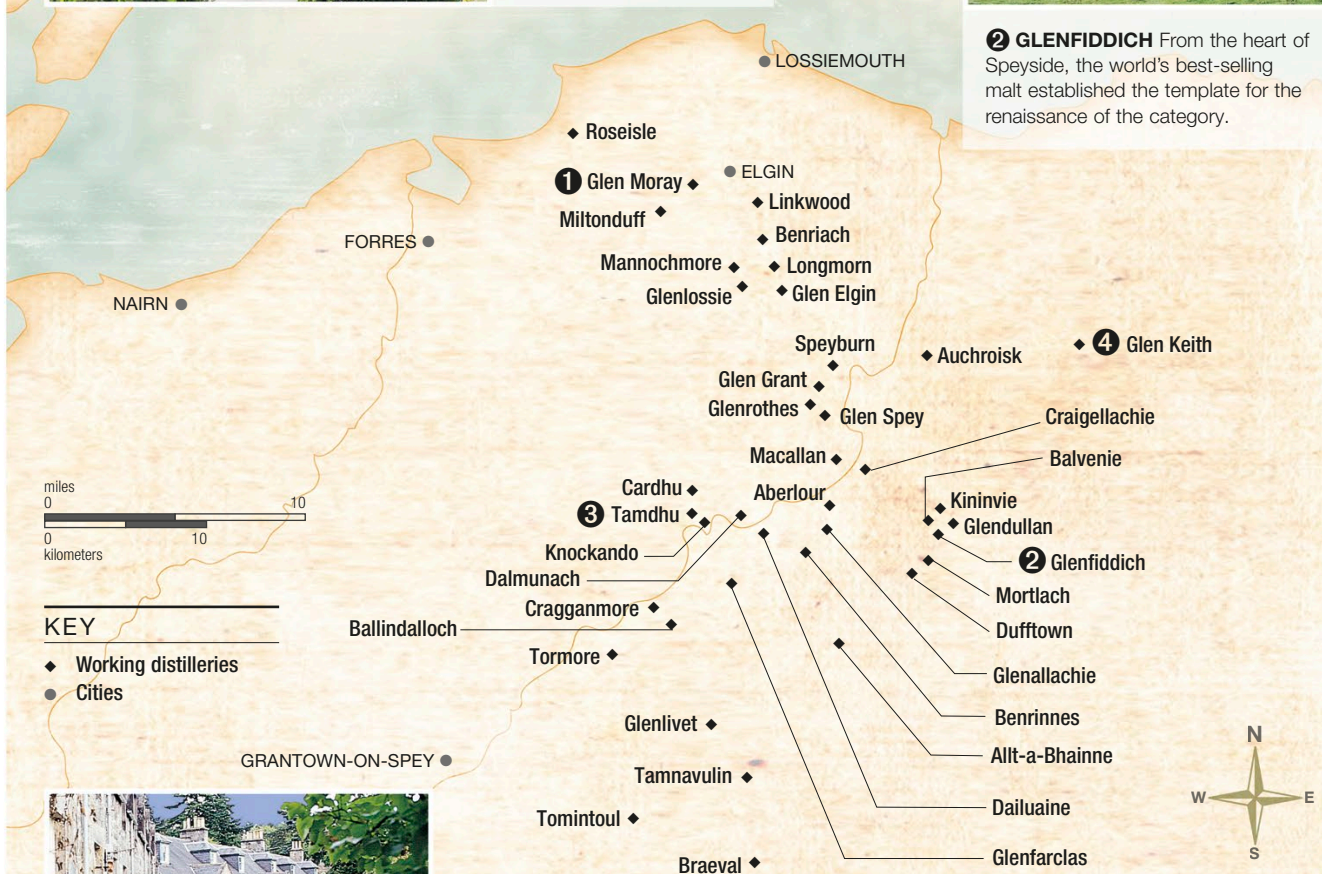 ❷ GLENFIDDICH From the heart of
Speyside, the world's best-selling
malt established the template for the
renaissance of the category.
LOSSIEMOUTH
Roseisle
ELGIN
❶ Glen Moray
Linkwood
Miltonduff
Benriach
FORRES
Mannochmore
Longmorn
Glenlossie
Glen Elgin
NAIRN
Speyburn
❹ Glen Keith
Auchroisk
Glen Grant
Glenrothes
Glen Spey
Craigellachie
Macallan
Balvenie
Cardhu
Aberlour
Kininvie
❸ Tamdhu
Glendullan
Knockando
❷ Glenfiddich
Dalmunach
Mortlach
Cragganmore
Ballindalloch
Dufftown
Tormore
Glenallachie
Glenlivet
Benrinnes
Allt-a-Bhainne
Tamnavulin
Dailuaine
Tomintoul
Glenfarclas
Braeval
GRANTOWN-ON-SPEY
miles
0 10
0 10
kilometers
KEY
Working distilleries
Cities
N
W E
S